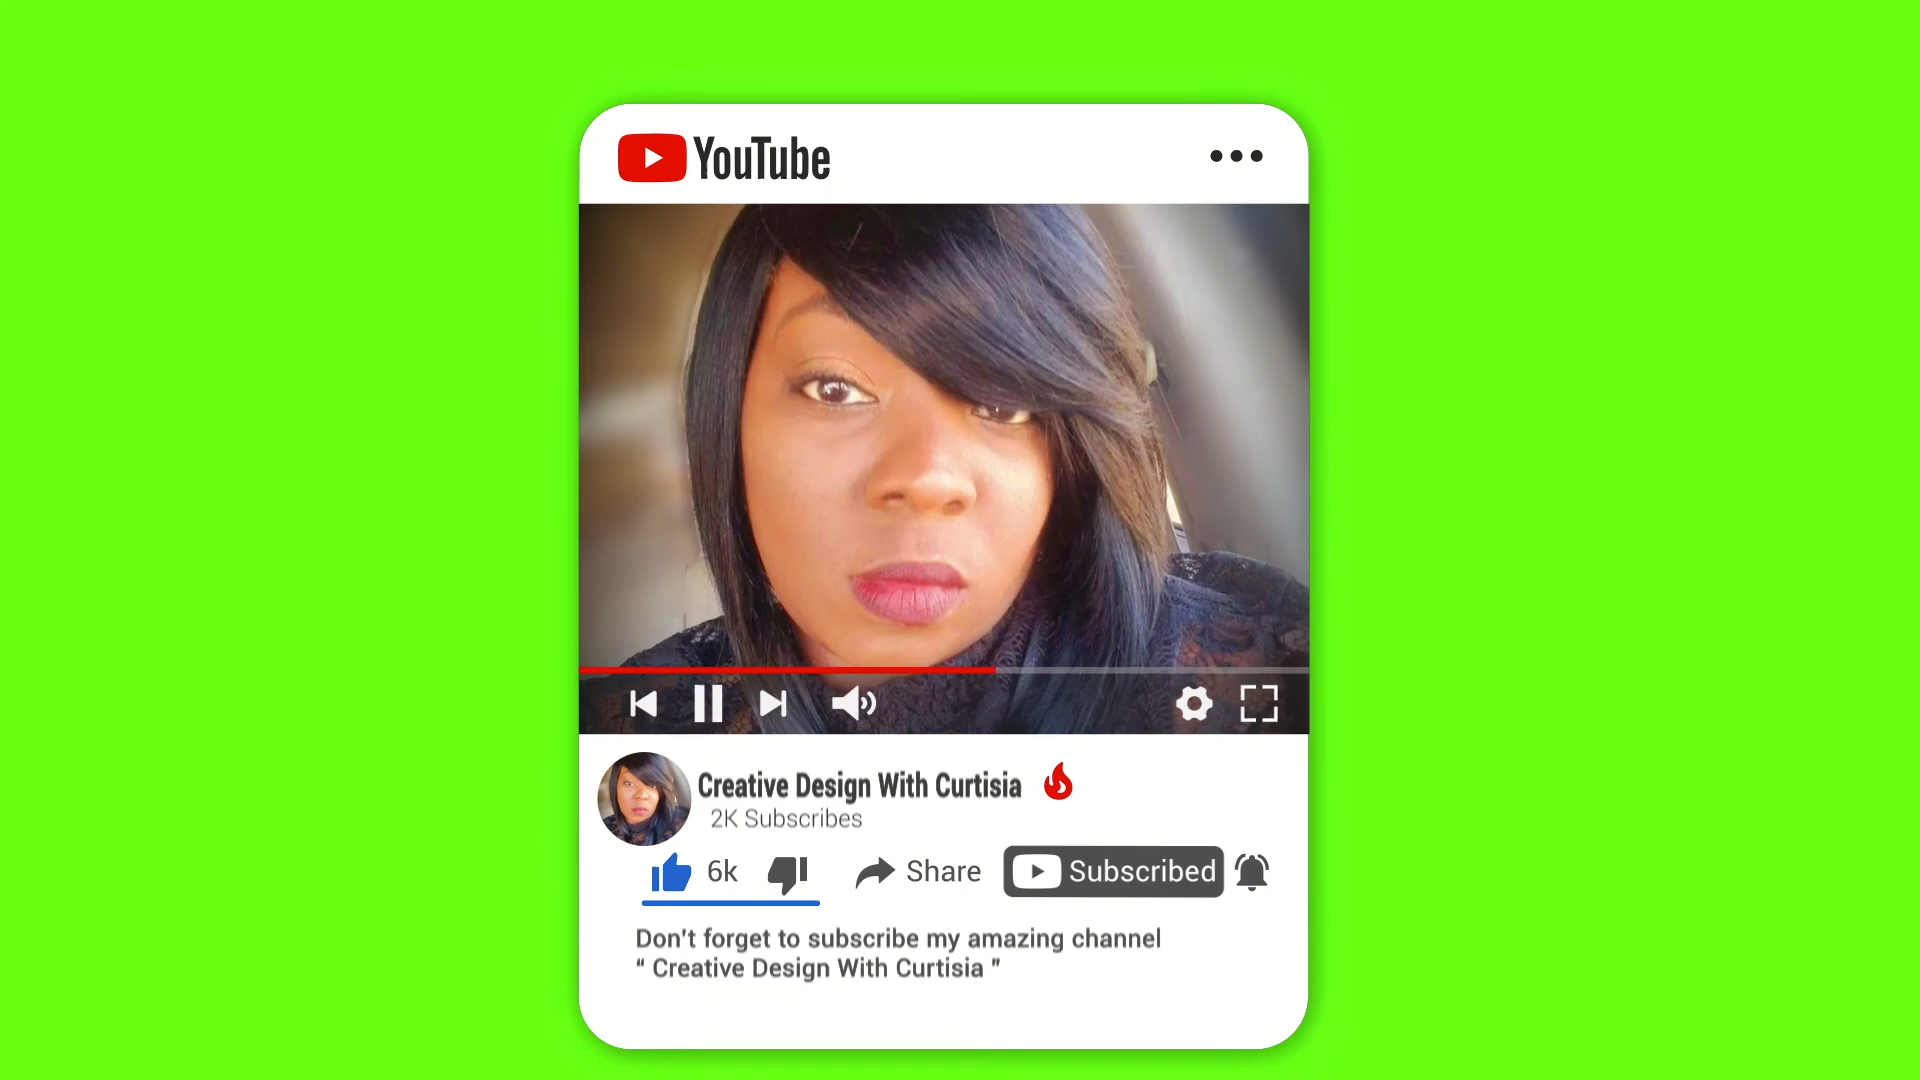 YouTube
Creative Design With Curtisia
2K Subscribes
6k
Share
Subscribed
Don't forget to subscribe my amazing channel
“ Creative Design With Curtisia ”